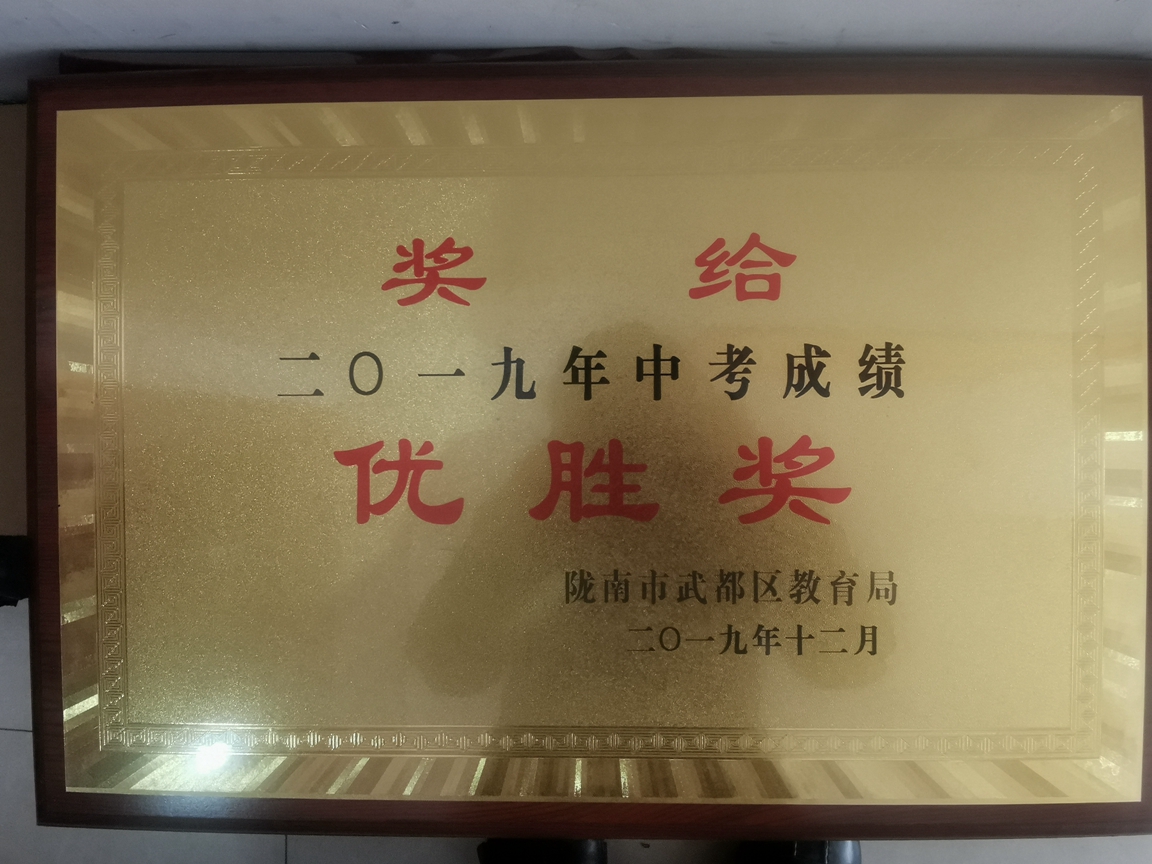 奖给
二〇一九年中考成绩
优胜奖
陇南市武都区教育局
二〇一九年十二月